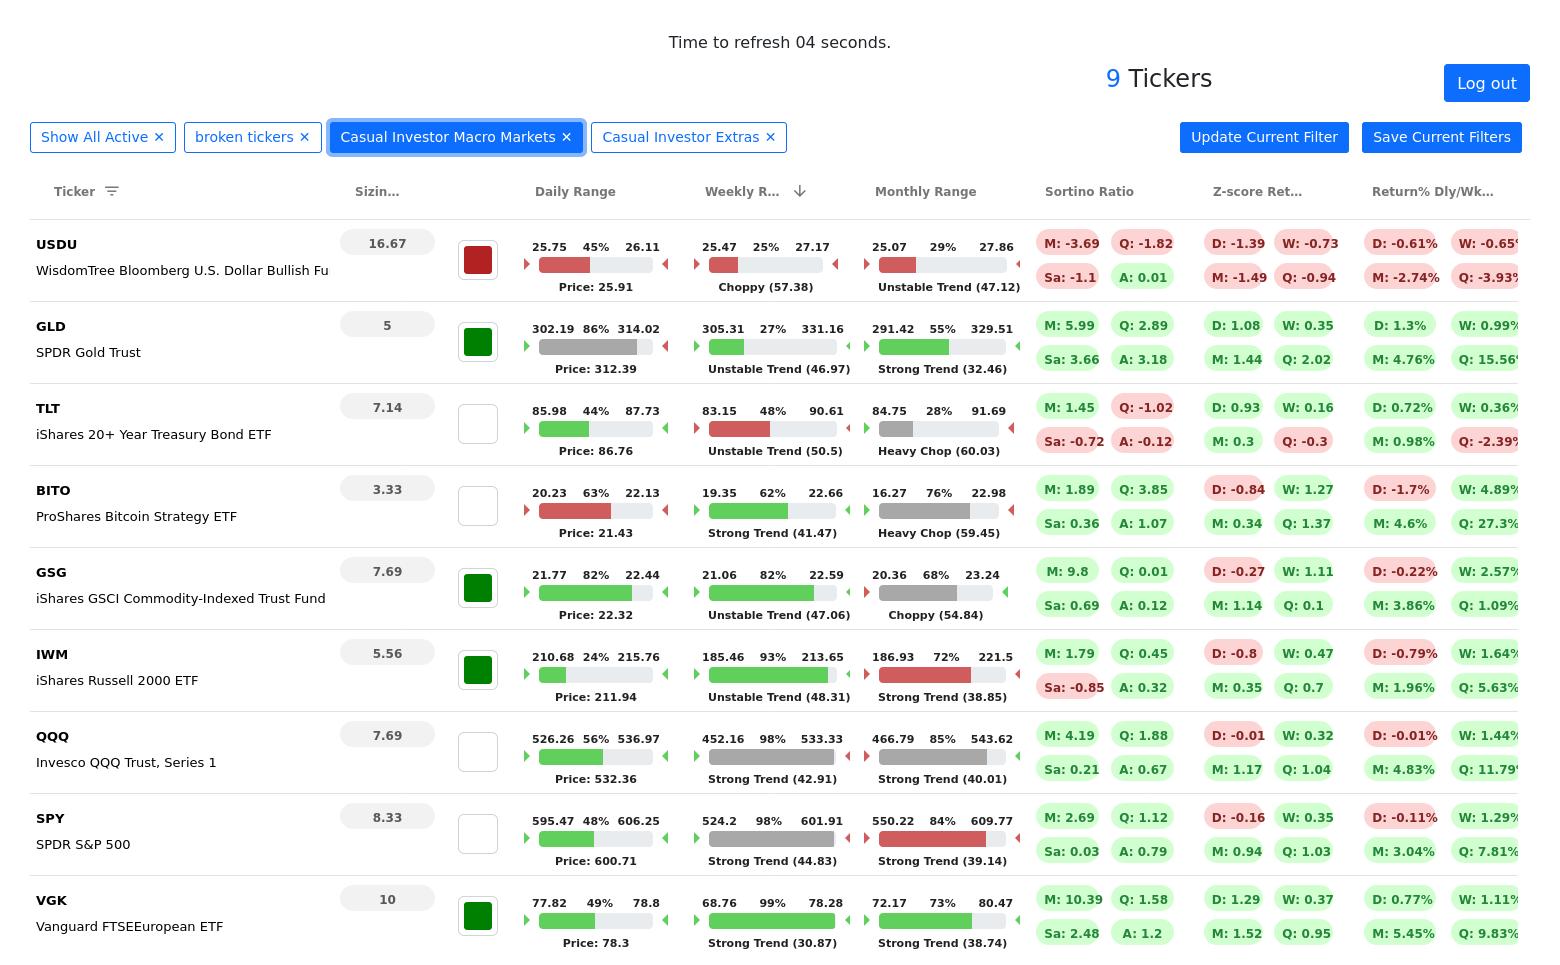 Time to refresh 04 seconds.
9 Tickers
Log out
Show All Active ✕ broken tickers ✕ Casual Investor Macro Markets ✕ Casual Investor Extras ✕ Update Current Filter Save Current Filters
Ticker Sizin… Daily Range Weekly R… Monthly Range Sortino Ratio Z-score Ret… Return% Dly/Wk…
USDU 16.67 25.75 45% 26.11 25.47 25% 27.17 25.07 29% 27.86 M: -3.69 Q: -1.82 D: -1.39 W: -0.73 D: -0.61% W: -0.65%
WisdomTree Bloomberg U.S. Dollar Bullish Fu Price: 25.91 Choppy (57.38) Unstable Trend (47.12) Sa: -1.1 A: 0.01 M: -1.49 Q: -0.94 M: -2.74% Q: -3.93%
GLD 5 302.19 86% 314.02 305.31 27% 331.16 291.42 55% 329.51 M: 5.99 Q: 2.89 D: 1.08 W: 0.35 D: 1.3% W: 0.99%
SPDR Gold Trust Price: 312.39 Unstable Trend (46.97) Strong Trend (32.46) Sa: 3.66 A: 3.18 M: 1.44 Q: 2.02 M: 4.76% Q: 15.56%
TLT 7.14 85.98 44% 87.73 83.15 48% 90.61 84.75 28% 91.69 M: 1.45 Q: -1.02 D: 0.93 W: 0.16 D: 0.72% W: 0.36%
iShares 20+ Year Treasury Bond ETF Price: 86.76 Unstable Trend (50.5) Heavy Chop (60.03) Sa: -0.72 A: -0.12 M: 0.3 Q: -0.3 M: 0.98% Q: -2.39%
BITO 3.33 20.23 63% 22.13 19.35 62% 22.66 16.27 76% 22.98 M: 1.89 Q: 3.85 D: -0.84 W: 1.27 D: -1.7% W: 4.89%
ProShares Bitcoin Strategy ETF Price: 21.43 Strong Trend (41.47) Heavy Chop (59.45) Sa: 0.36 A: 1.07 M: 0.34 Q: 1.37 M: 4.6% Q: 27.3%
GSG 7.69 21.77 82% 22.44 21.06 82% 22.59 20.36 68% 23.24 M: 9.8 Q: 0.01 D: -0.27 W: 1.11 D: -0.22% W: 2.57%
iShares GSCI Commodity-Indexed Trust Fund Price: 22.32 Unstable Trend (47.06) Choppy (54.84) Sa: 0.69 A: 0.12 M: 1.14 Q: 0.1 M: 3.86% Q: 1.09%
IWM 5.56 210.68 24% 215.76 185.46 93% 213.65 186.93 72% 221.5 M: 1.79 Q: 0.45 D: -0.8 W: 0.47 D: -0.79% W: 1.64%
iShares Russell 2000 ETF Price: 211.94 Unstable Trend (48.31) Strong Trend (38.85) Sa: -0.85 A: 0.32 M: 0.35 Q: 0.7 M: 1.96% Q: 5.63%
QQQ 7.69 526.26 56% 536.97 452.16 98% 533.33 466.79 85% 543.62 M: 4.19 Q: 1.88 D: -0.01 W: 0.32 D: -0.01% W: 1.44%
Invesco QQQ Trust, Series 1 Price: 532.36 Strong Trend (42.91) Strong Trend (40.01) Sa: 0.21 A: 0.67 M: 1.17 Q: 1.04 M: 4.83% Q: 11.79%
SPY 8.33 595.47 48% 606.25 524.2 98% 601.91 550.22 84% 609.77 M: 2.69 Q: 1.12 D: -0.16 W: 0.35 D: -0.11% W: 1.29%
SPDR S&P 500 Price: 600.71 Strong Trend (44.83) Strong Trend (39.14) Sa: 0.03 A: 0.79 M: 0.94 Q: 1.03 M: 3.04% Q: 7.81%
VGK 10 77.82 49% 78.8 68.76 99% 78.28 72.17 73% 80.47 M: 10.39 Q: 1.58 D: 1.29 W: 0.37 D: 0.77% W: 1.11%
Vanguard FTSEEuropean ETF Price: 78.3 Strong Trend (30.87) Strong Trend (38.74) Sa: 2.48 A: 1.2 M: 1.52 Q: 0.95 M: 5.45% Q: 9.83%